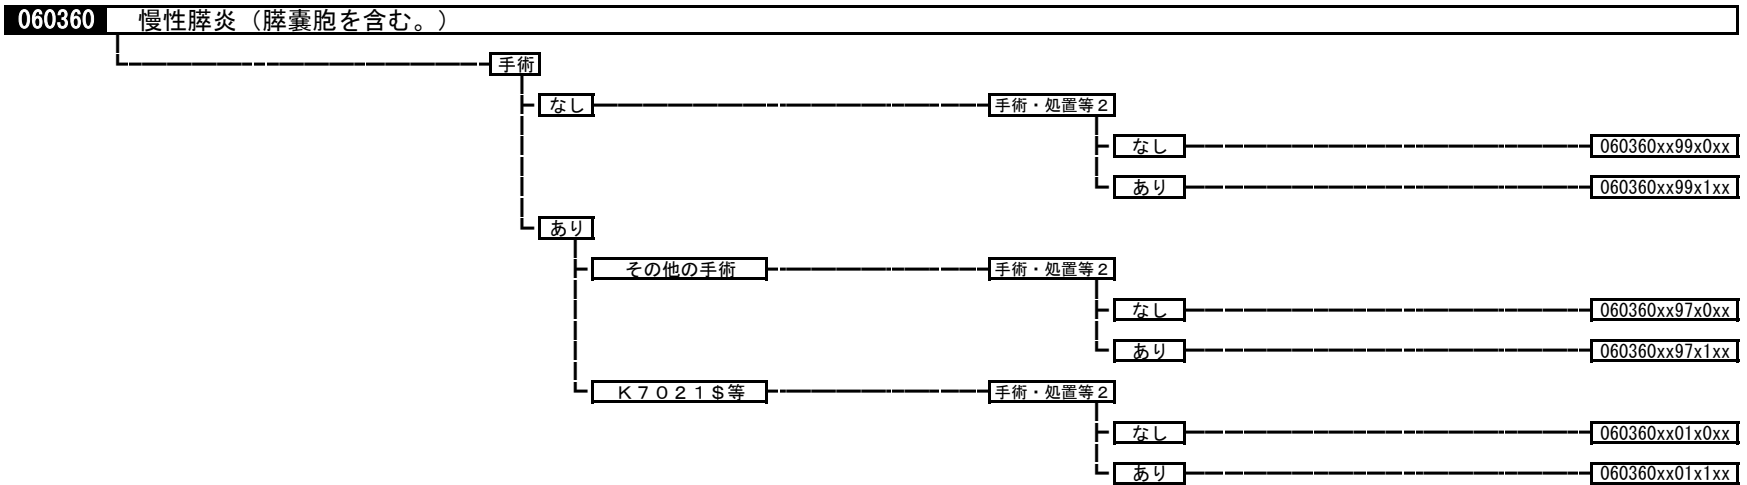 060360 慢性膵炎（膵嚢胞を含む。）
手術
なし 手術・処置等２
なし 060360xx99x0xx
あり 060360xx99x1xx
あり
その他の手術 手術・処置等２
なし 060360xx97x0xx
あり 060360xx97x1xx
Ｋ７０２１＄等 手術・処置等２
なし 060360xx01x0xx
あり 060360xx01x1xx